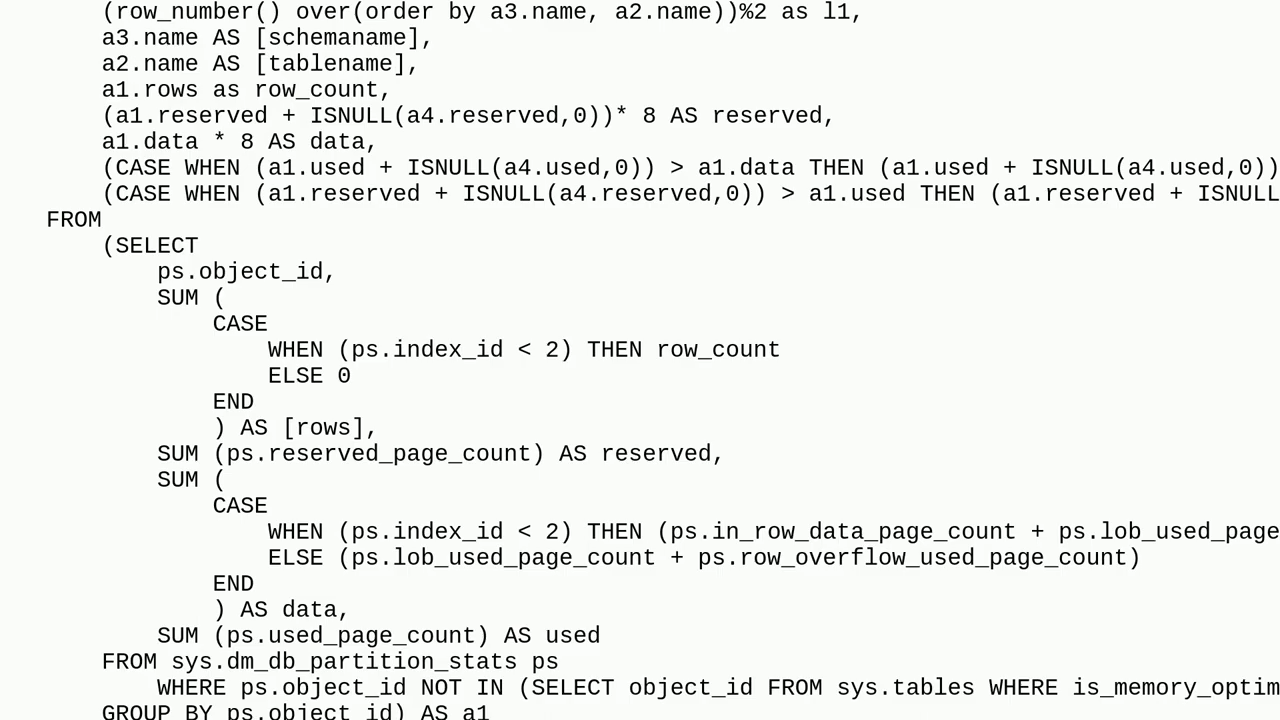 (row_number() over(order by a3.name, a2.name))%2 as l1,
a3.name AS [schemaname],
a2.name AS [tablename],
a1.rows as row_count,
(a1.reserved + ISNULL(a4.reserved,0))* 8 AS reserved,
a1.data * 8 AS data,
(CASE WHEN (a1.used + ISNULL(a4.used,0)) > a1.data THEN (a1.used + ISNULL(a4.used,0))
(CASE WHEN (a1.reserved + ISNULL(a4.reserved,0)) > a1.used THEN (a1.reserved + ISNULL
FROM
(SELECT
ps.object_id,
SUM (
CASE
WHEN (ps.index_id < 2) THEN row_count
ELSE 0
END
) AS [rows],
SUM (ps.reserved_page_count) AS reserved,
SUM (
CASE
WHEN (ps.index_id < 2) THEN (ps.in_row_data_page_count + ps.lob_used_page
ELSE (ps.lob_used_page_count + ps.row_overflow_used_page_count)
END
) AS data,
SUM (ps.used_page_count) AS used
FROM sys.dm_db_partition_stats ps
WHERE ps.object_id NOT IN (SELECT object_id FROM sys.tables WHERE is_memory_optim
GROUP BY ps.object_id) AS a1